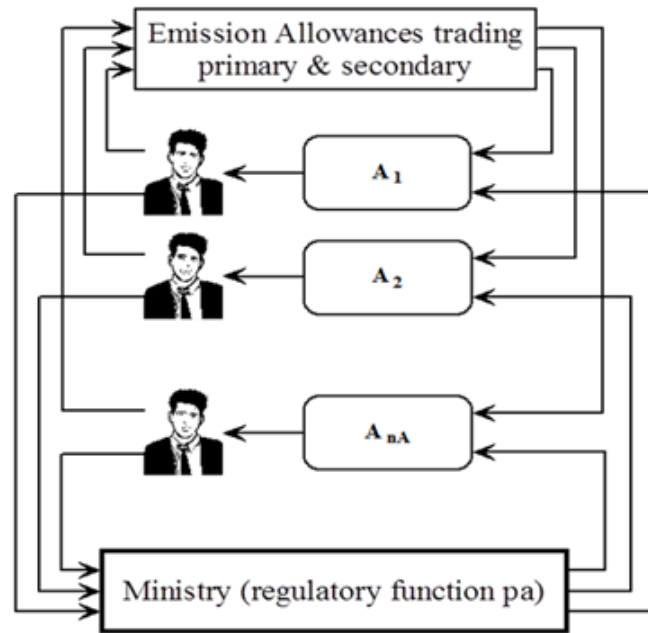 Emission Allowances trading
primary & secondary
A 1
A 2
A nA
Ministry (regulatory function pa)